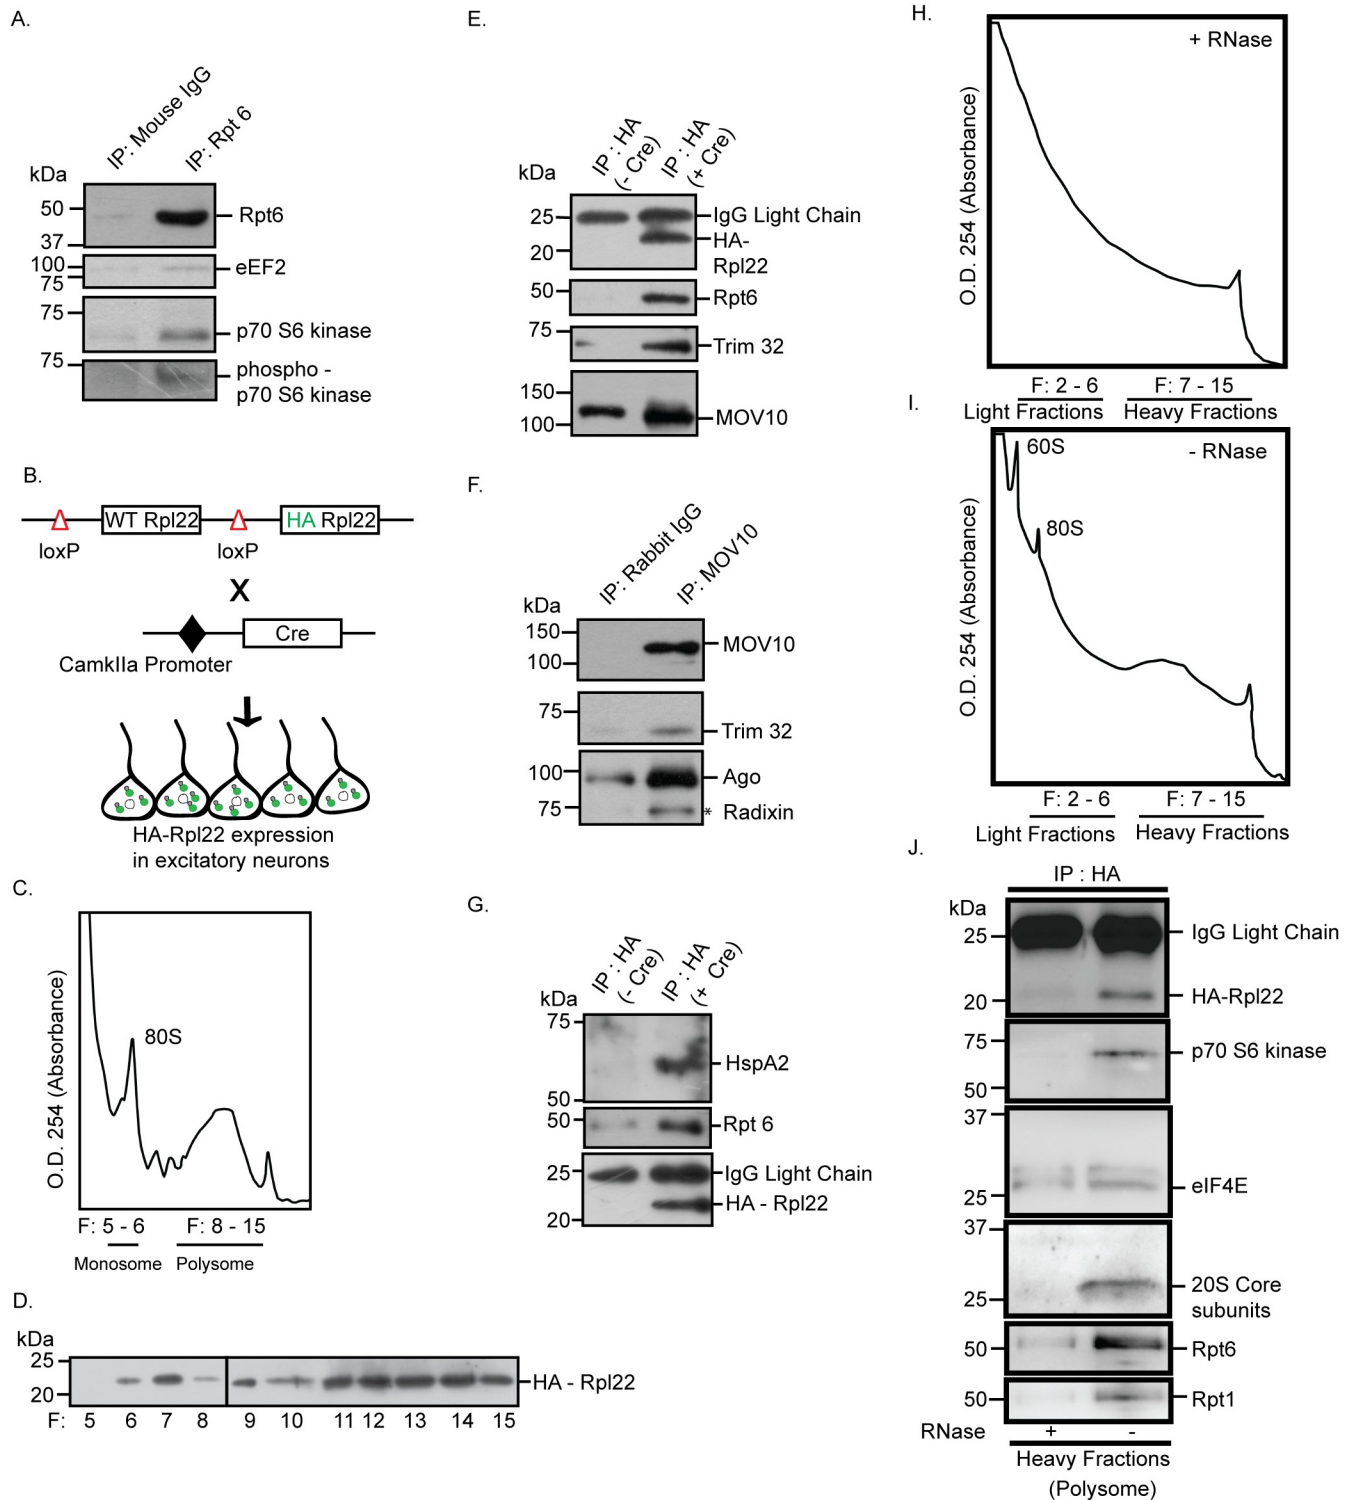 A.
IP: Mouse IgG
IP: Rpt 6
kDa
50
37
Rpt6
100
75
eEF2
75
p70 S6 kinase
75
phospho -
p70 S6 kinase
B.
WT Rpl22
HA Rpl22
loxP
loxP
X
Cre
CamkIIa Promoter
HA-Rpl22 expression
in excitatory neurons
C.
O.D. 254 (Absorbance)
80S
F: 5 - 6
F: 8 - 15
Monosome
Polysome
D.
kDa
25
20
HA - Rpl22
F: 5 6 7 8 9 10 11 12 13 14 15
E.
IP : HA
(- Cre)
IP : HA
(+ Cre)
kDa
25
20
IgG Light Chain
HA-
Rpl22
50
Rpt6
75
Trim 32
150
100
MOV10
F.
IP: Rabbit IgG
IP: MOV10
kDa
150
100
MOV10
75
Trim 32
100
75
Ago
* Radixin
G.
IP : HA
(- Cre)
IP : HA
(+ Cre)
kDa
75
50
HspA2
50
Rpt 6
25
20
IgG Light Chain
HA - Rpl22
H.
O.D. 254 (Absorbance)
+ RNase
F: 2 - 6
F: 7 - 15
Light Fractions
Heavy Fractions
I.
O.D. 254 (Absorbance)
60S
80S
- RNase
F: 2 - 6
F: 7 - 15
Light Fractions
Heavy Fractions
J.
IP : HA
kDa
25
20
IgG Light Chain
HA-Rpl22
75
50
p70 S6 kinase
37
25
eIF4E
37
25
20S Core
subunits
50
Rpt6
50
Rpt1
RNase + -
Heavy Fractions
(Polysome)